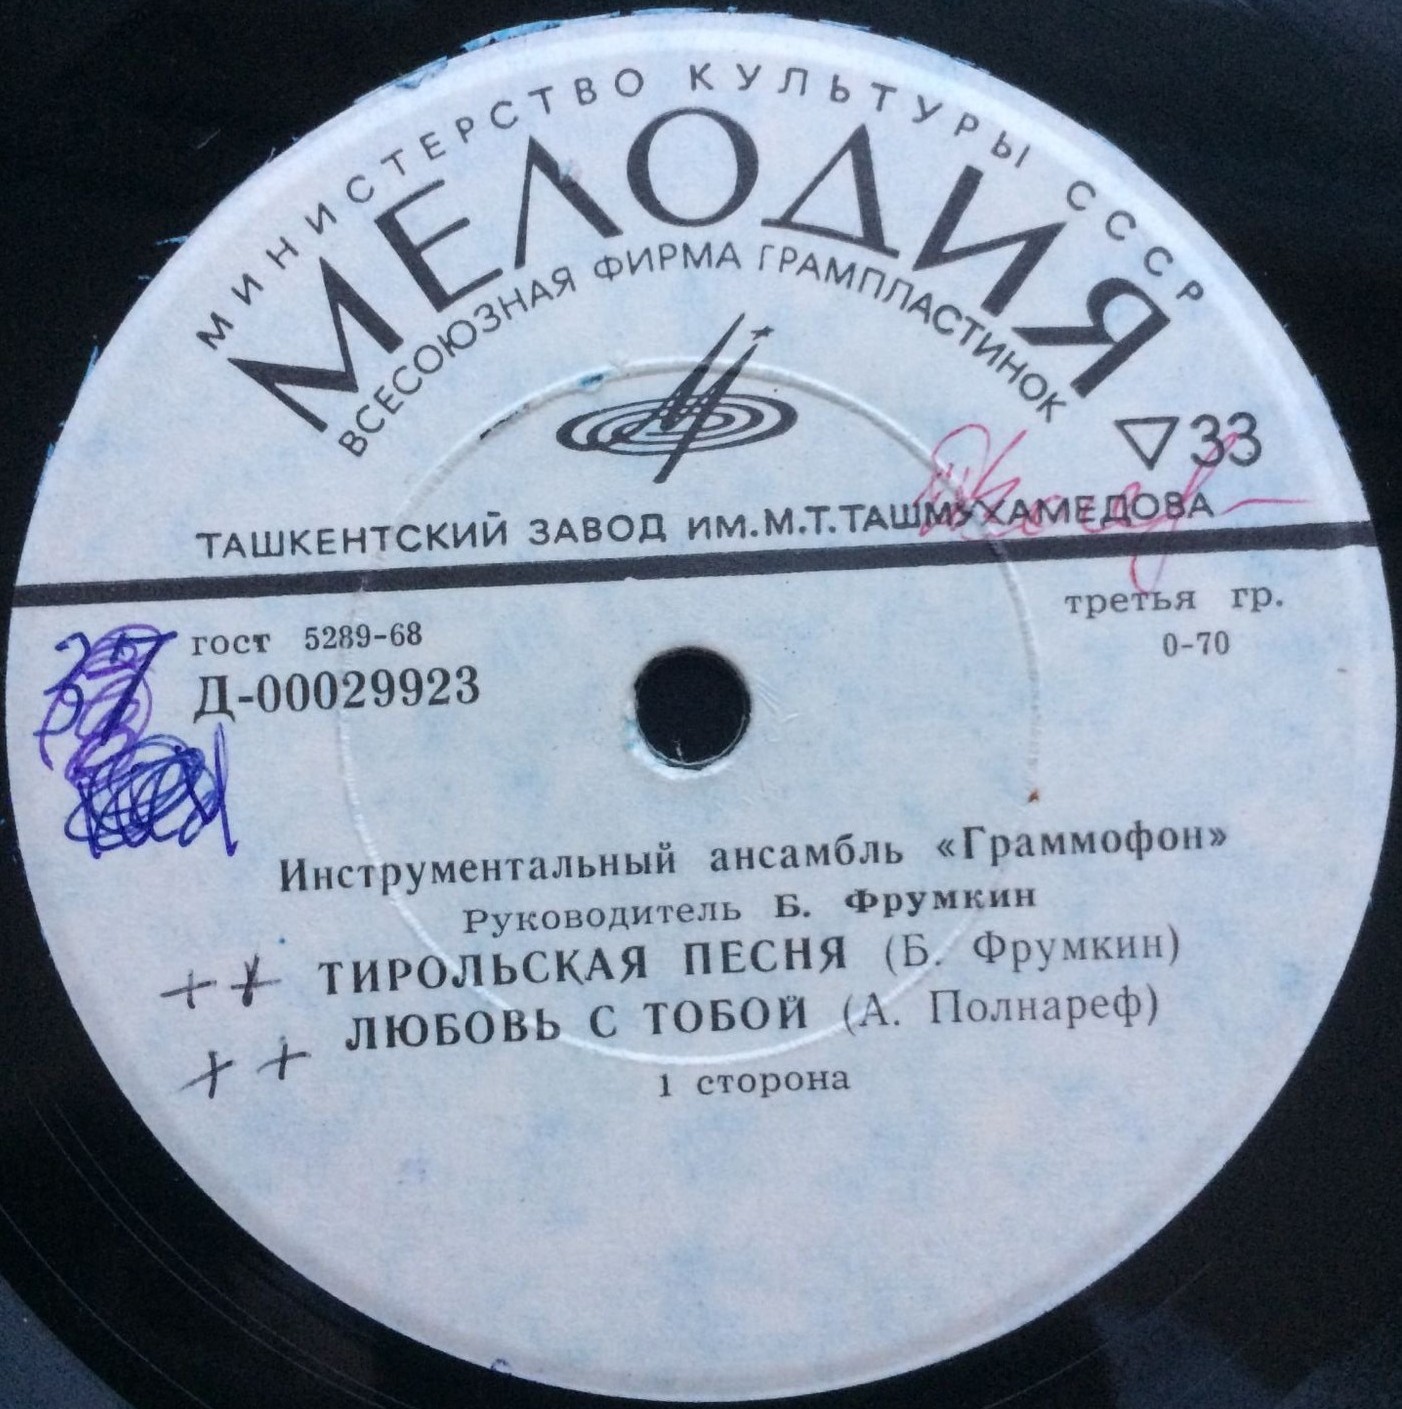 МИНИСТЕРСТВО КУЛЬТУРЫ СССР
МЕЛОДИЯ
ВСЕСОЮЗНАЯ ФИРМА ГРАМПЛАСТИНОК
▽33
ТАШКЕНТСКИЙ ЗАВОД ИМ.М.Т.ТАШМУХАМЕДОВА
гост 5289-68
третья гр.
Д-00029923
0-70
37
Инструментальный ансамбль «Граммофон»
Руководитель Б. Фрумкин
++ ТИРОЛЬСКАЯ ПЕСНЯ (Б. Фрумкин)
++ ЛЮБОВЬ С ТОБОЙ (А. Полнареф)
1 сторона